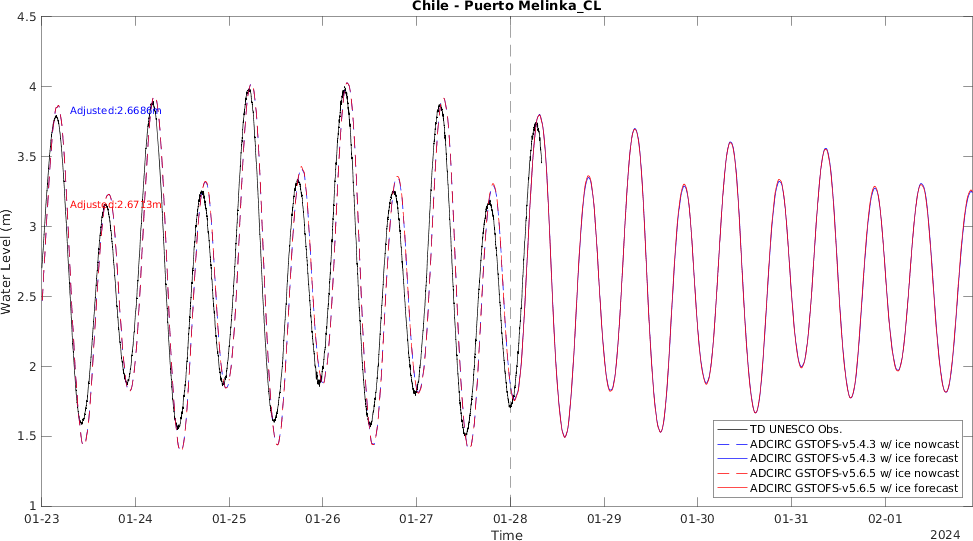 Chile - Puerto Melinka_CL
4.5
4
3.5
3
2.5
2
1.5
1
Water Level (m)
Adjusted:2.6686m
Adjusted:2.6713m
TD UNESCO Obs.
ADCIRC GSTOFS-v5.4.3 w/ ice nowcast
ADCIRC GSTOFS-v5.4.3 w/ ice forecast
ADCIRC GSTOFS-v5.6.5 w/ ice nowcast
ADCIRC GSTOFS-v5.6.5 w/ ice forecast
01-23 01-24 01-25 01-26 01-27 01-28 01-29 01-30 01-31 02-01
Time
2024